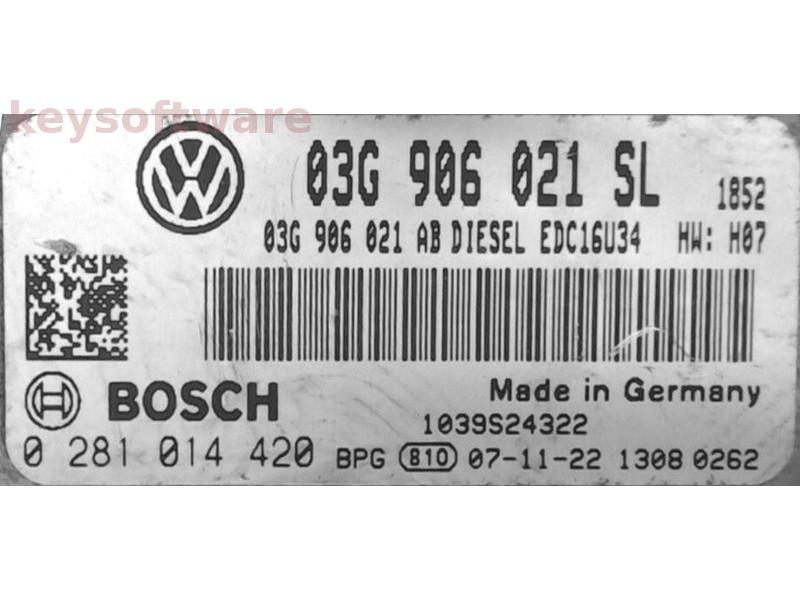 keysoftware
03G 906 021 SL 1852
03G 906 021 AB DIESEL EDC16U34 HW: H07
BOSCH Made in Germany
1039S24322
0 281 014 420 BPG 810 07-11-22 1308 0262